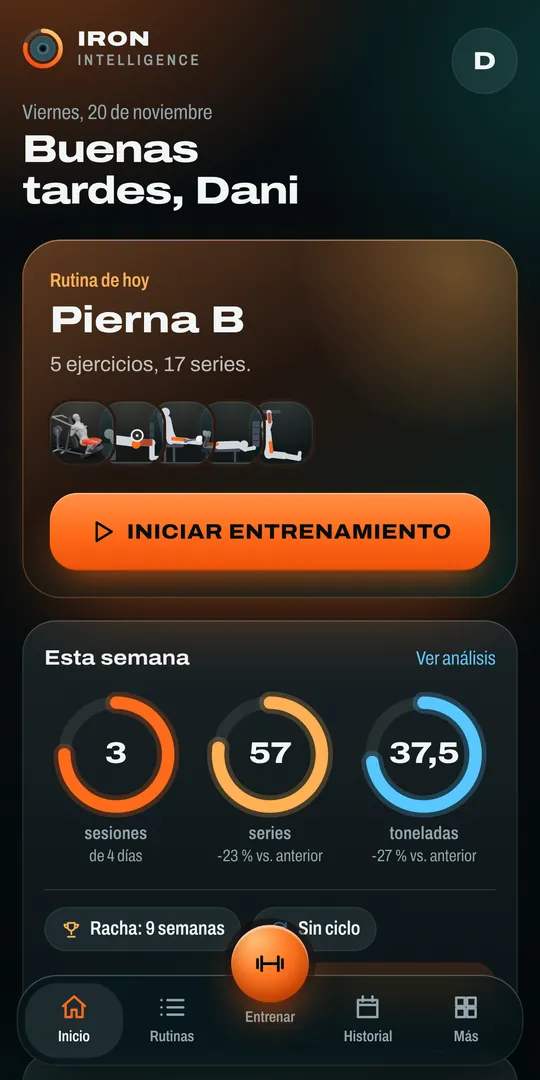 IRON
INTELLIGENCE
D
Viernes, 20 de noviembre
Buenas
tardes, Dani
Rutina de hoy
Pierna B
5 ejercicios, 17 series.
INICIAR ENTRENAMIENTO
Esta semana
Ver análisis
3
57
37,5
sesiones
series
toneladas
de 4 días
-23 % vs. anterior
-27 % vs. anterior
Racha: 9 semanas
Sin ciclo
Inicio
Rutinas
Entrenar
Historial
Más